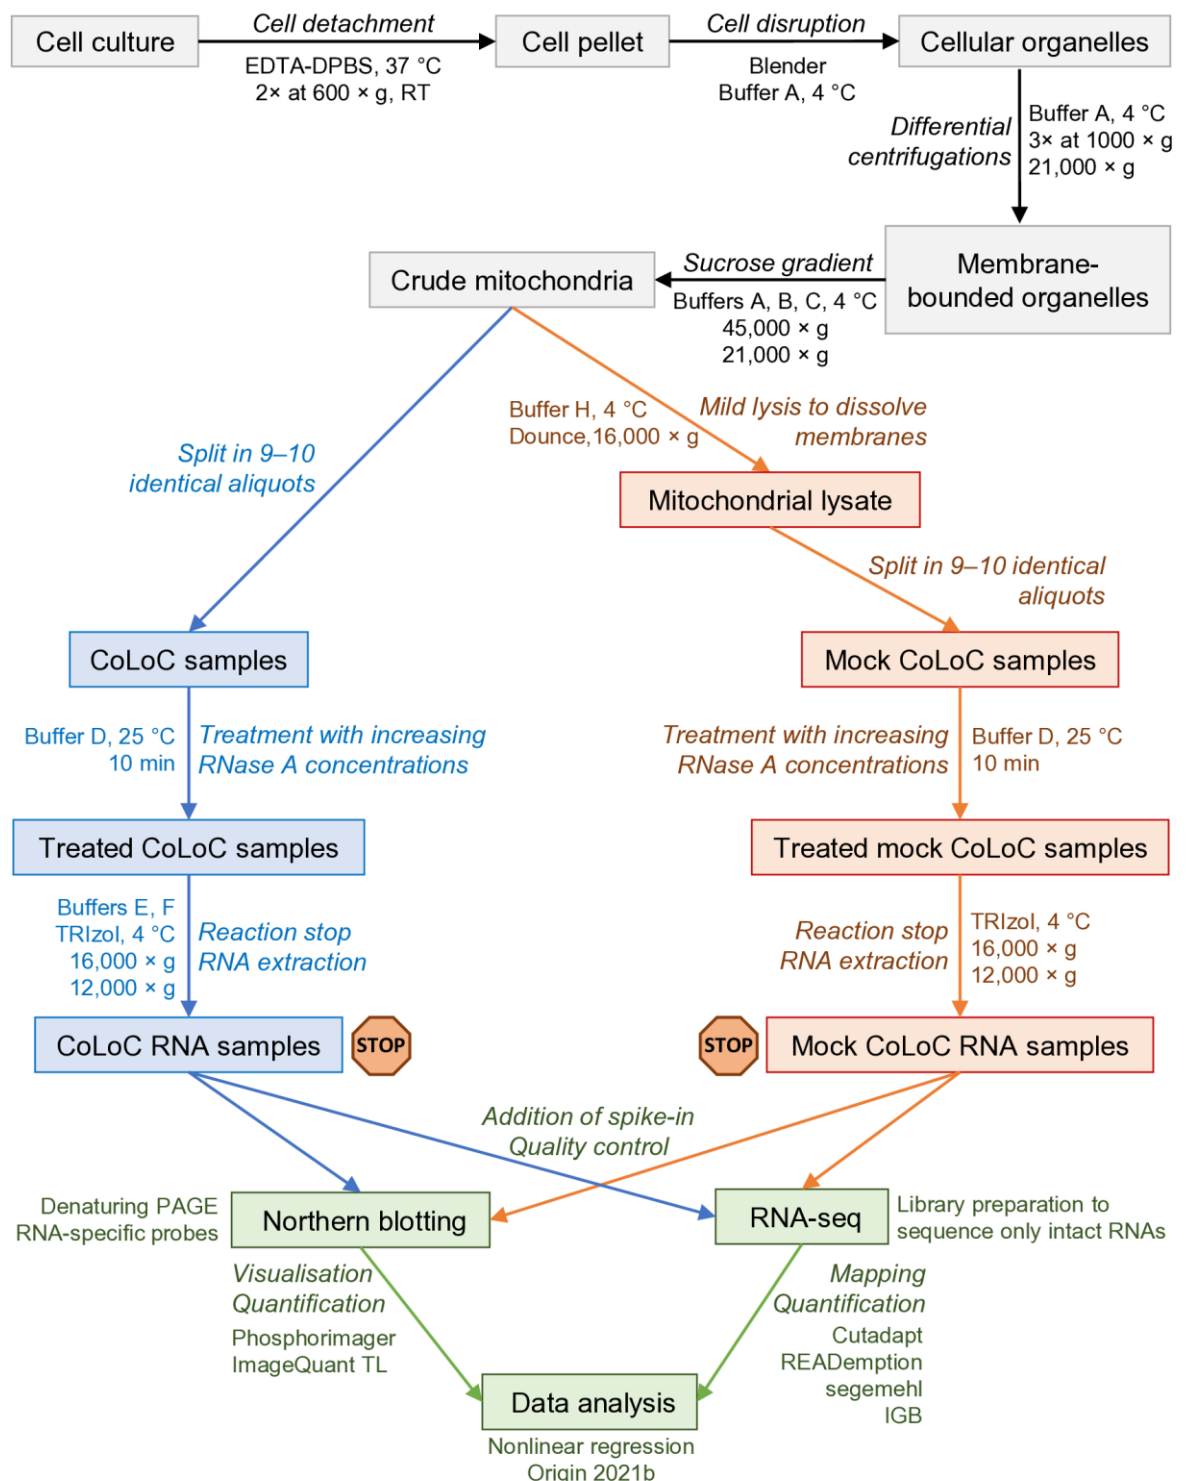 Cell culture
Cell detachment
EDTA-DPBS, 37 °C
2× at 600 × g, RT
Cell pellet
Cell disruption
Blender
Buffer A, 4 °C
Cellular organelles
Differential
centrifugations
Buffer A, 4 °C
3× at 1000 × g
21,000 × g
Membrane-
bounded organelles
Sucrose gradient
Buffers A, B, C, 4 °C
45,000 × g
21,000 × g
Crude mitochondria
Split in 9–10
identical aliquots
Buffer H, 4 °C
Dounce,16,000 × g
Mild lysis to dissolve
membranes
Mitochondrial lysate
Split in 9–10 identical
aliquots
CoLoC samples
Mock CoLoC samples
Buffer D, 25 °C
10 min
Treatment with increasing
RNase A concentrations
Treatment with increasing
RNase A concentrations
Buffer D, 25 °C
10 min
Treated CoLoC samples
Treated mock CoLoC samples
Buffers E, F
TRIzol, 4 °C
16,000 × g
12,000 × g
Reaction stop
RNA extraction
Reaction stop
RNA extraction
TRIzol, 4 °C
16,000 × g
12,000 × g
CoLoC RNA samples
STOP
STOP
Mock CoLoC RNA samples
Addition of spike-in
Quality control
Denaturing PAGE
RNA-specific probes
Northern blotting
RNA-seq
Library preparation to
sequence only intact RNAs
Visualisation
Quantification
Phosphorimager
ImageQuant TL
Mapping
Quantification
Cutadapt
READemption
segemehl
IGB
Data analysis
Nonlinear regression
Origin 2021b